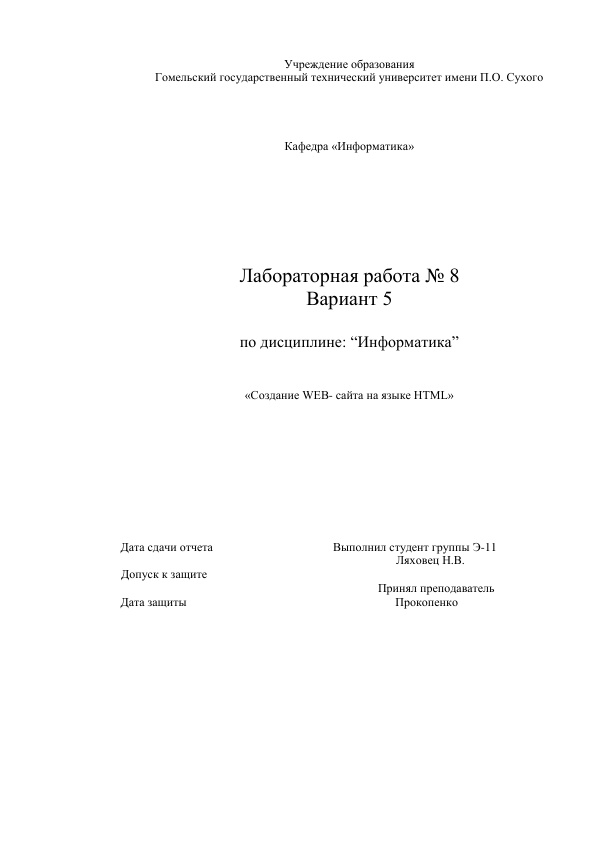 Учреждение образования
Гомельский государственный технический университет имени П.О. Сухого
Кафедра «Информатика»
Лабораторная работа № 8
Вариант 5
по дисциплине: “Информатика”
«Создание WEB- сайта на языке HTML»
Дата сдачи отчета Выполнил студент группы Э-11
Ляховец Н.В.
Допуск к защите
Принял преподаватель
Дата защиты Прокопенко